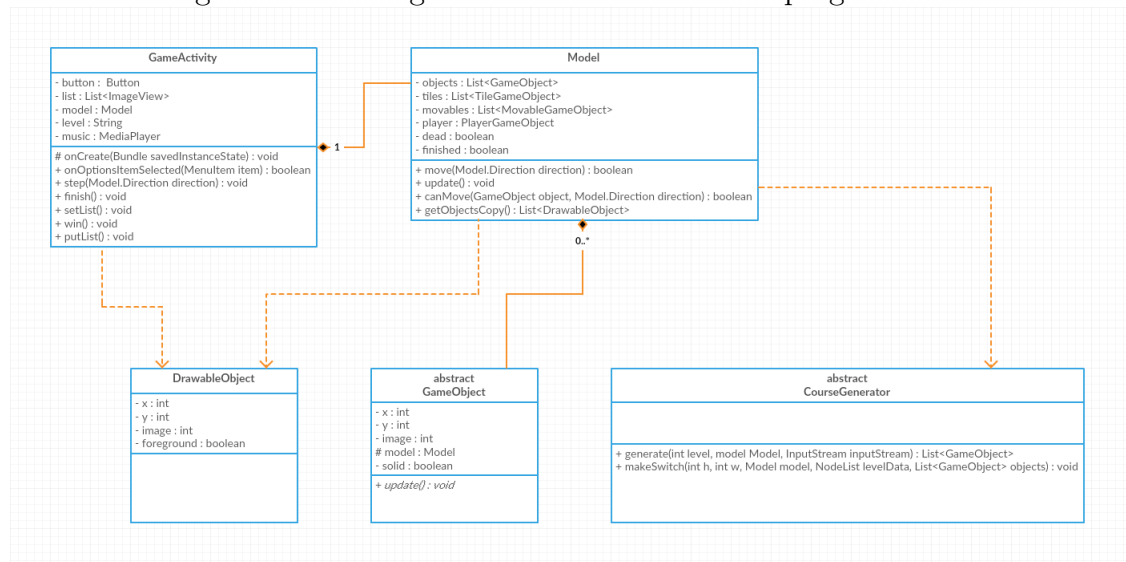 GameActivity
- button : Button
- list : List<ImageView>
- model : Model
- level : String
- music : MediaPlayer
# onCreate(Bundle savedInstanceState) : void
+ onOptionsItemSelected(MenuItem item) : boolean
+ step(Model.Direction direction) : void
+ finish() : void
+ setList() : void
+ win() : void
+ putList() : void
1
Model
- objects : List<GameObject>
- tiles : List<TileGameObject>
- movables : List<MovableGameObject>
- player : PlayerGameObject
- dead : boolean
- finished : boolean
+ move(Model.Direction direction) : boolean
+ update() : void
+ canMove(GameObject object, Model.Direction direction) : boolean
+ getObjectsCopy() : List<DrawableObject>
0..*
DrawableObject
- x : int
- y : int
- image : int
- foreground : boolean
abstract
GameObject
- x : int
- y : int
- image : int
# model : Model
- solid : boolean
+ update() : void
abstract
CourseGenerator
+ generate(int level, model Model, InputStream inputStream) : List<GameObject>
+ makeSwitch(int h, int w, Model model, NodeList levelData, List<GameObject> objects) : void